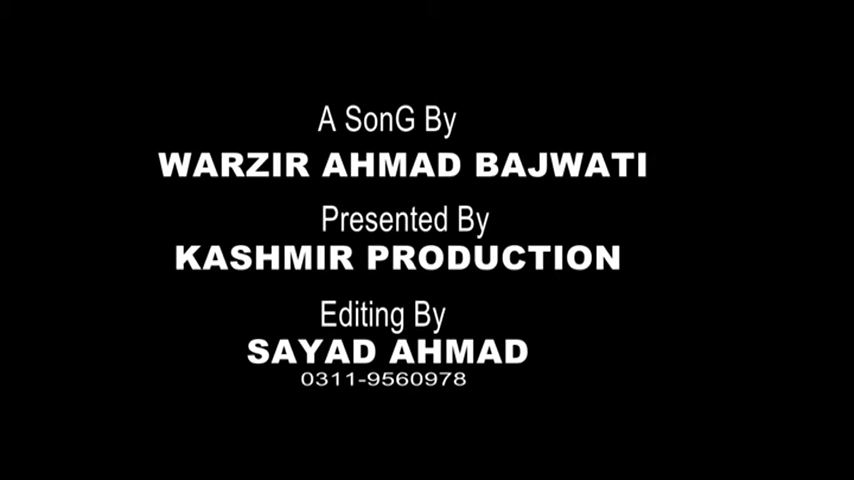 A SonG By
WARZIR AHMAD BAJWATI
Presented By
KASHMIR PRODUCTION
Editing By
SAYAD AHMAD
0311-9560978